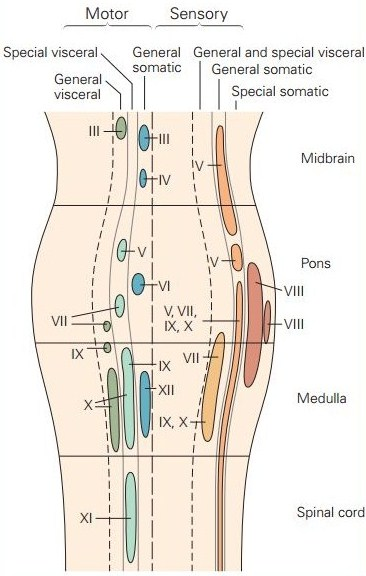 Motor
Sensory
Special visceral
General
somatic
General and special visceral
General
visceral
General somatic
Special somatic
III
III
V
Midbrain
IV
V
V
Pons
VI
VIII
VII
V, VII,
IX, X
VIII
IX
IX
VII
XII
Medulla
X
IX, X
XI
Spinal cord